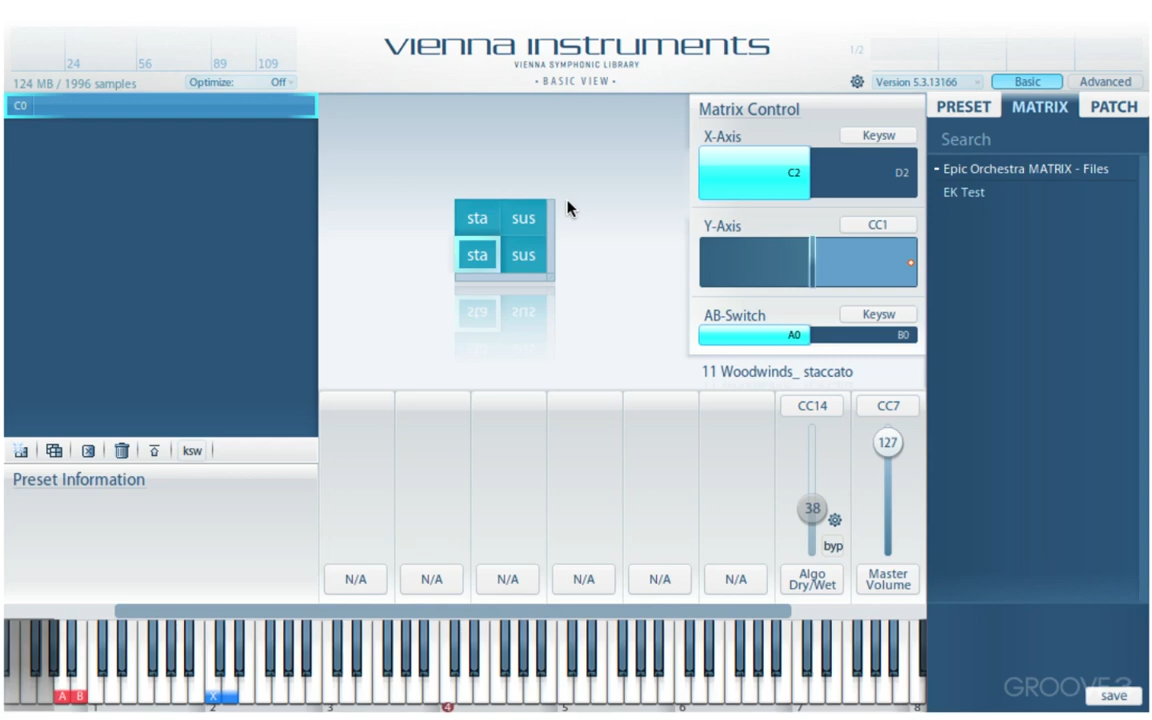 vienna instruments
VIENNA SYMPHONIC LIBRARY
• BASIC VIEW •
24 56 89 109
124 MB / 1996 samples
Optimize: Off
1/2
Version 5.3.13166
Basic
Advanced
C0
Matrix Control
X-Axis
Keysw
C2
D2
Y-Axis
CC1
AB-Switch
Keysw
A0
B0
11 Woodwinds_ staccato
sta sus
sta sus
PRESET
MATRIX
PATCH
Search
- Epic Orchestra MATRIX - Files
EK Test
ksw
Preset Information
CC14
CC7
127
38
byp
N/A
N/A
N/A
N/A
N/A
N/A
Algo
Dry/Wet
Master
Volume
A B
X
1 2 3 4 5 6 7 8
GROOVE3
save